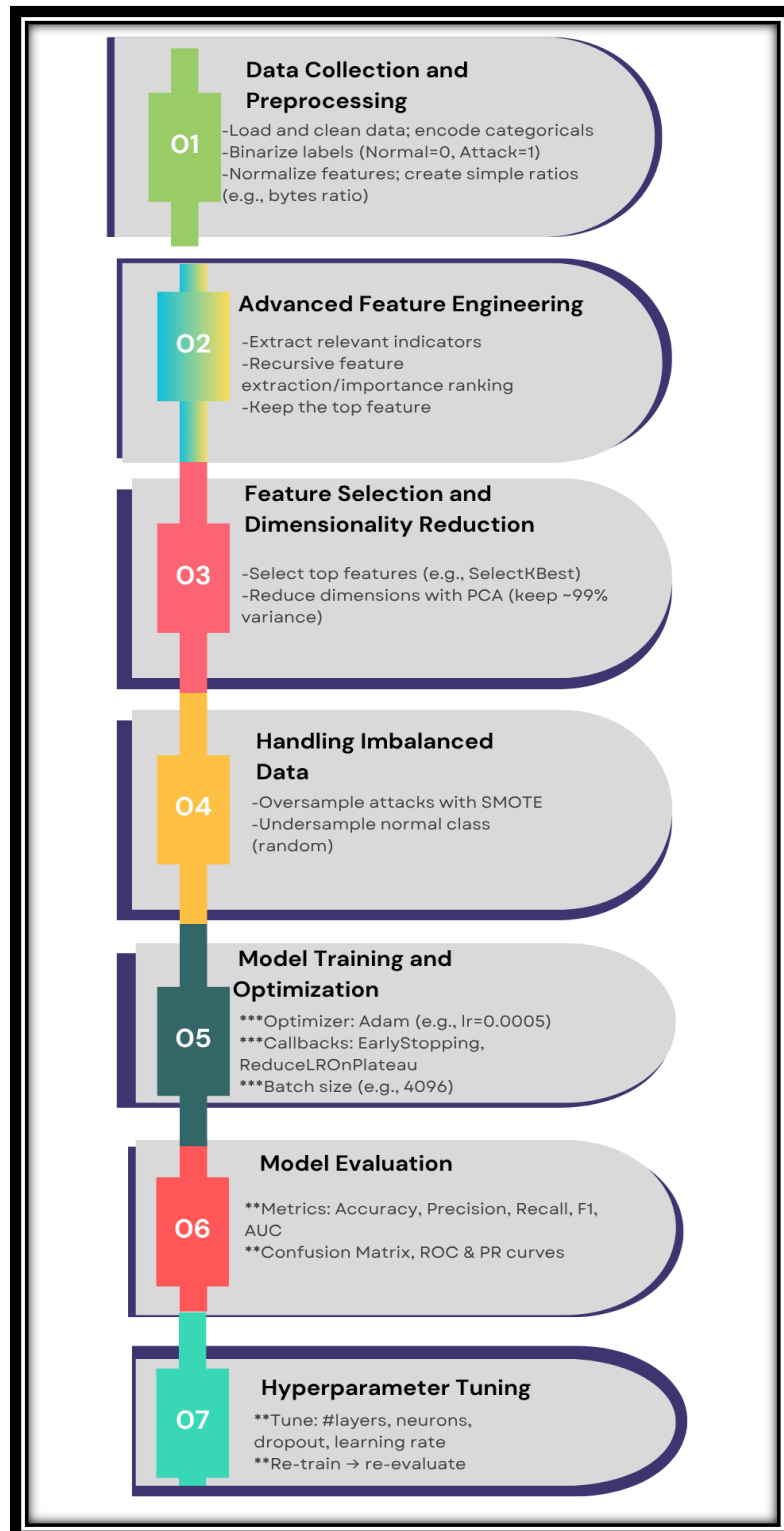 01
Data Collection and
Preprocessing
-Load and clean data; encode categoricals
-Binarize labels (Normal=0, Attack=1)
-Normalize features; create simple ratios
(e.g., bytes ratio)
02
Advanced Feature Engineering
-Extract relevant indicators
-Recursive feature
extraction/importance ranking
-Keep the top feature
03
Feature Selection and
Dimensionality Reduction
-Select top features (e.g., SelectKBest)
-Reduce dimensions with PCA (keep ~99%
variance)
04
Handling Imbalanced
Data
-Oversample attacks with SMOTE
-Undersample normal class
(random)
05
Model Training and
Optimization
***Optimizer: Adam (e.g., lr=0.0005)
***Callbacks: EarlyStopping,
ReduceLROnPlateau
***Batch size (e.g., 4096)
06
Model Evaluation
**Metrics: Accuracy, Precision, Recall, F1,
AUC
**Confusion Matrix, ROC & PR curves
07
Hyperparameter Tuning
**Tune: #layers, neurons,
dropout, learning rate
**Re-train → re-evaluate